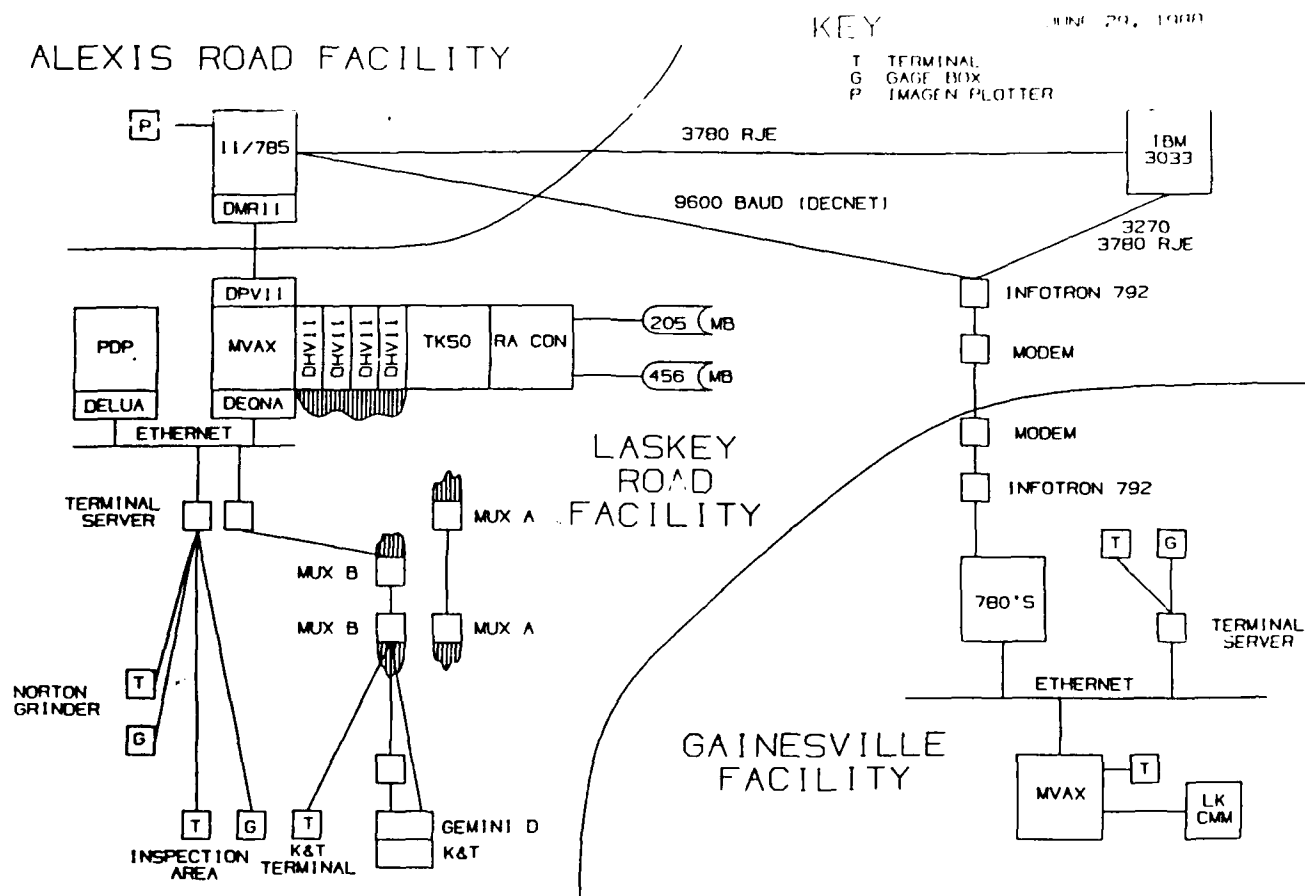 KEY
JUNE 29, 1988
ALEXIS ROAD FACILITY
T TERMINAL
G GAGE BOX
P IMAGEN PLOTTER
P
11/785
DMR11
3780 RJE
IBM
3033
9600 BAUD (DECNET)
3270
3780 RJE
DPV11
INFOTRON 792
PDP
MVAX
DHV11
DHV11
DHV11
DHV11
TK50
RA CON
205 MB
456 MB
MODEM
DELUA
DEQNA
ETHERNET
MODEM
LASKEY
ROAD
FACILITY
INFOTRON 792
TERMINAL
SERVER
MUX A
MUX B
T
G
780'S
MUX B
MUX A
TERMINAL
SERVER
NORTON
GRINDER
T
G
ETHERNET
GAINESVILLE
FACILITY
MVAX
T
LK
CMM
T
G
T
GEMINI D
K&T
INSPECTION
AREA
K&T
TERMINAL